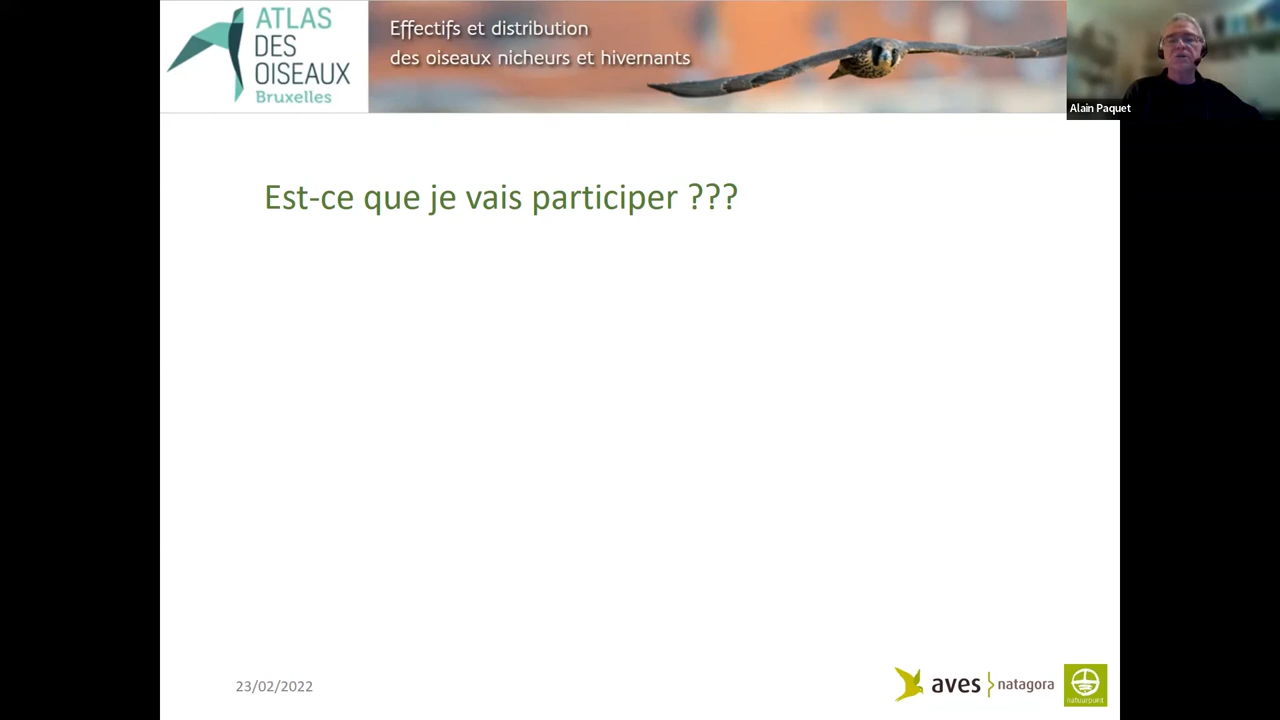 ATLAS
DES
OISEAUX
Bruxelles
Effectifs et distribution
des oiseaux nicheurs et hivernants
Alain Paquet
Est-ce que je vais participer ???
23/02/2022
aves natagora
natuurpunt